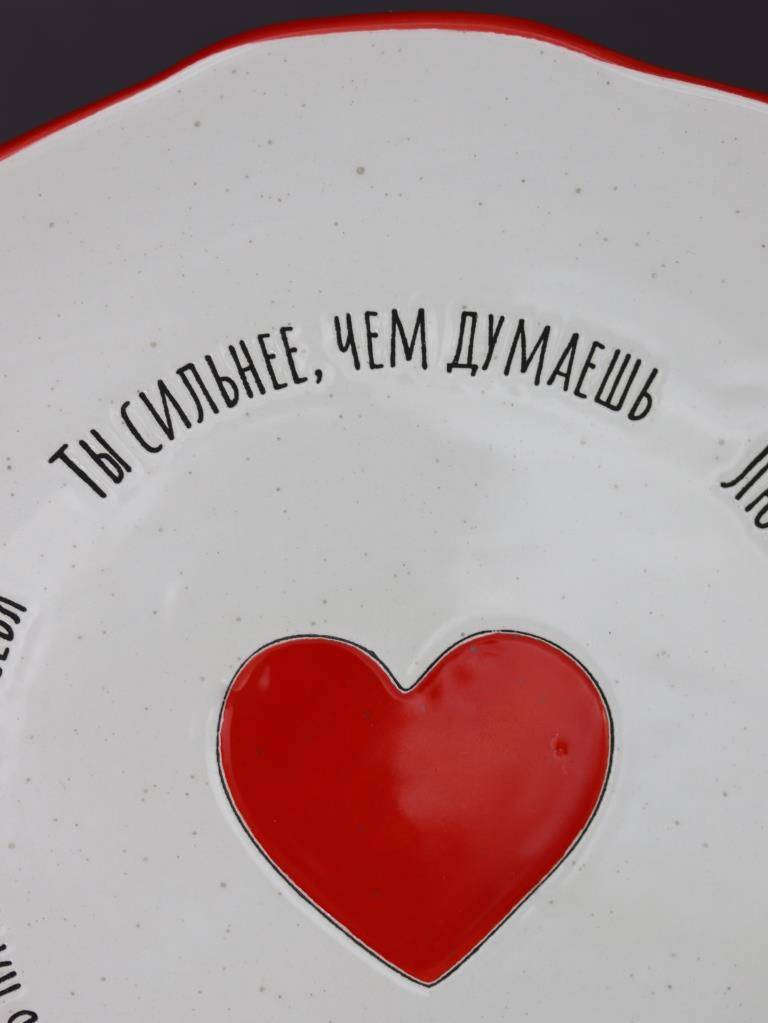 Ты сильнее, чем думаешь